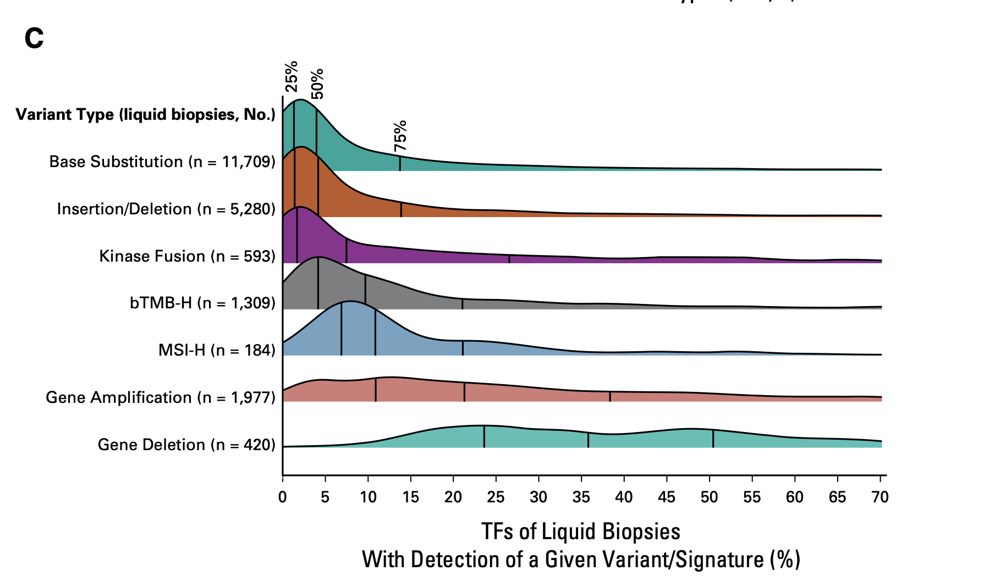 C
25%
50%
75%
Variant Type (liquid biopsies, No.)
Base Substitution (n = 11,709)
Insertion/Deletion (n = 5,280)
Kinase Fusion (n = 593)
bTMB-H (n = 1,309)
MSI-H (n = 184)
Gene Amplification (n = 1,977)
Gene Deletion (n = 420)
0 5 10 15 20 25 30 35 40 45 50 55 60 65 70
TFs of Liquid Biopsies
With Detection of a Given Variant/Signature (%)